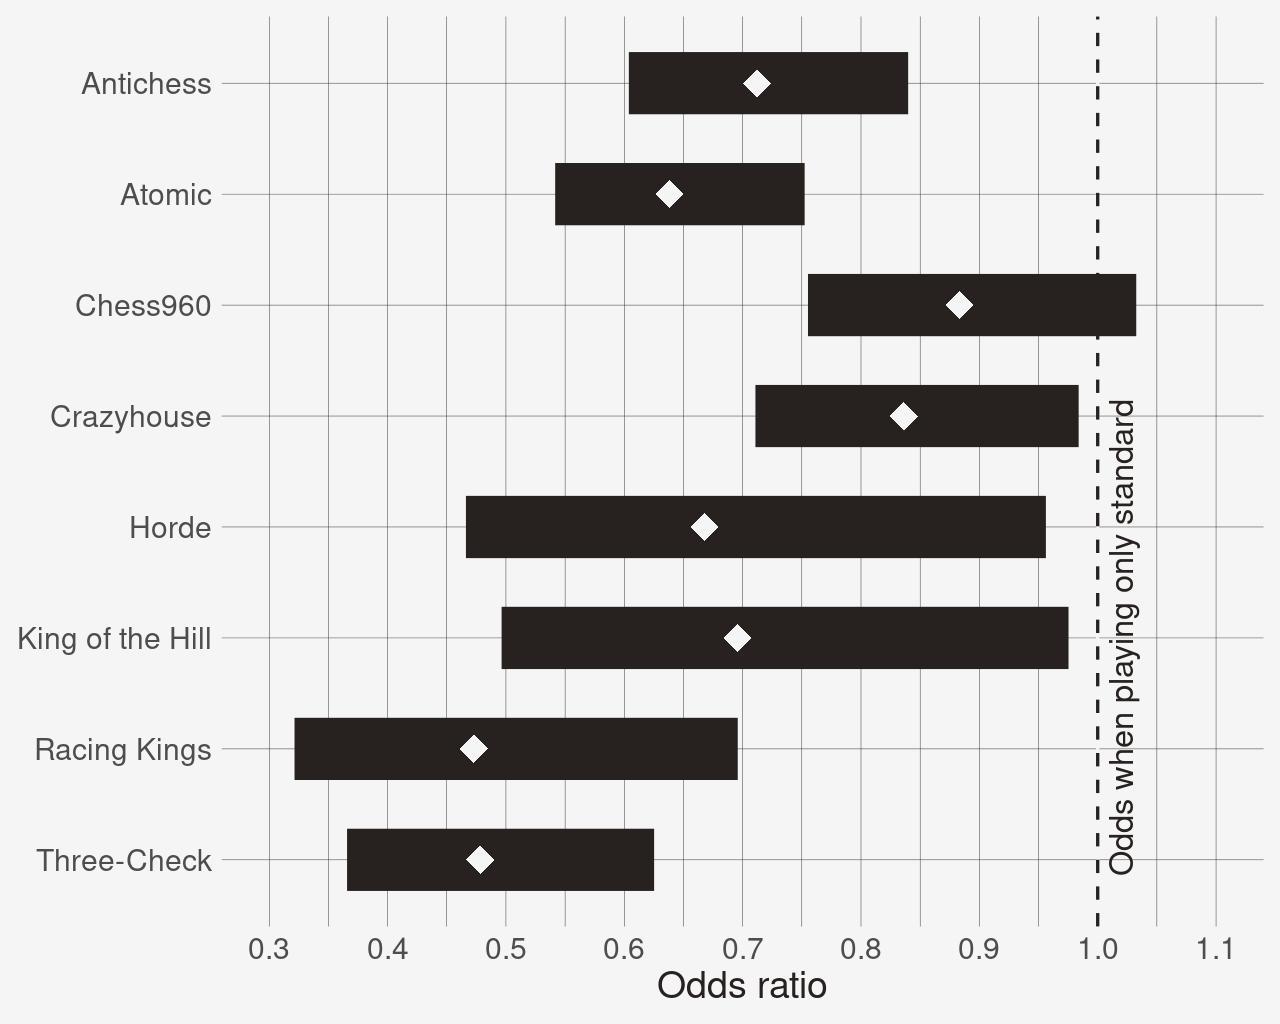 Antichess
Atomic
Chess960
Crazyhouse
Horde
King of the Hill
Racing Kings
Three-Check
Odds when playing only standard
0.3 0.4 0.5 0.6 0.7 0.8 0.9 1.0 1.1
Odds ratio